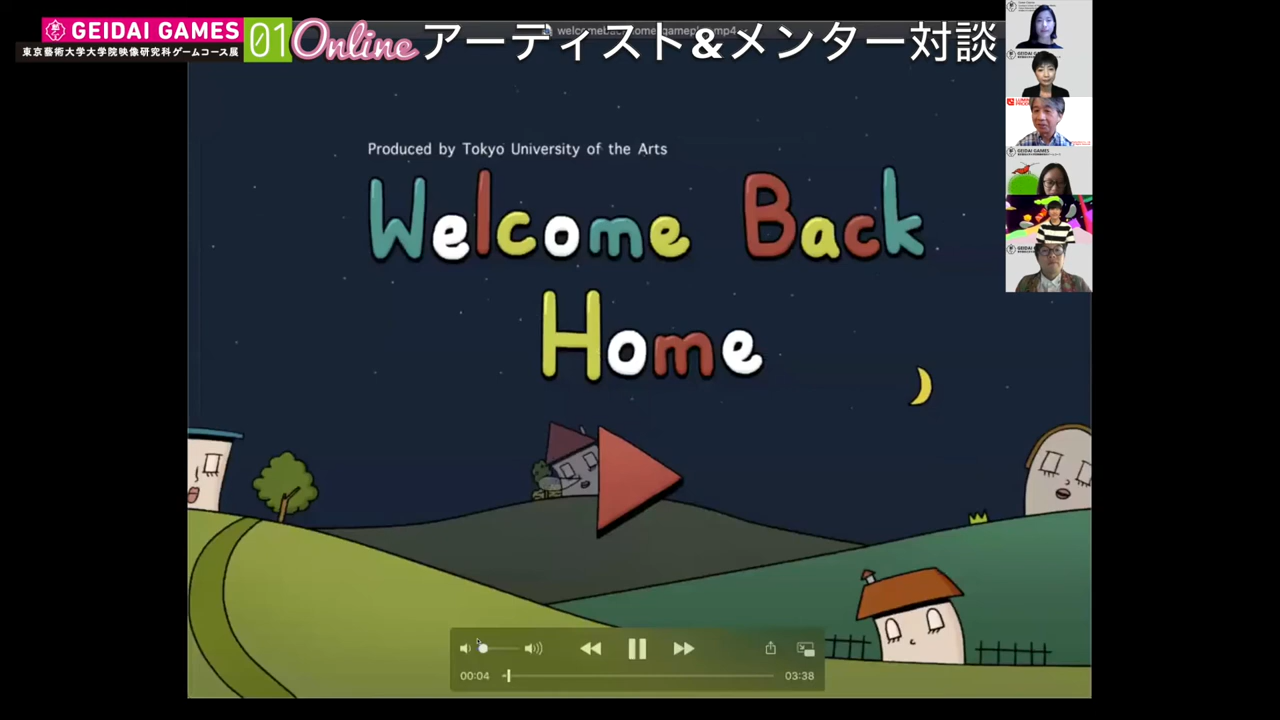 GEIDAI GAMES
東京藝術大学大学院映像研究科ゲームコース展
01
Online
アーティスト&メンター対談
Produced by Tokyo University of the Arts
Welcome Back
Home
00:04
03:38